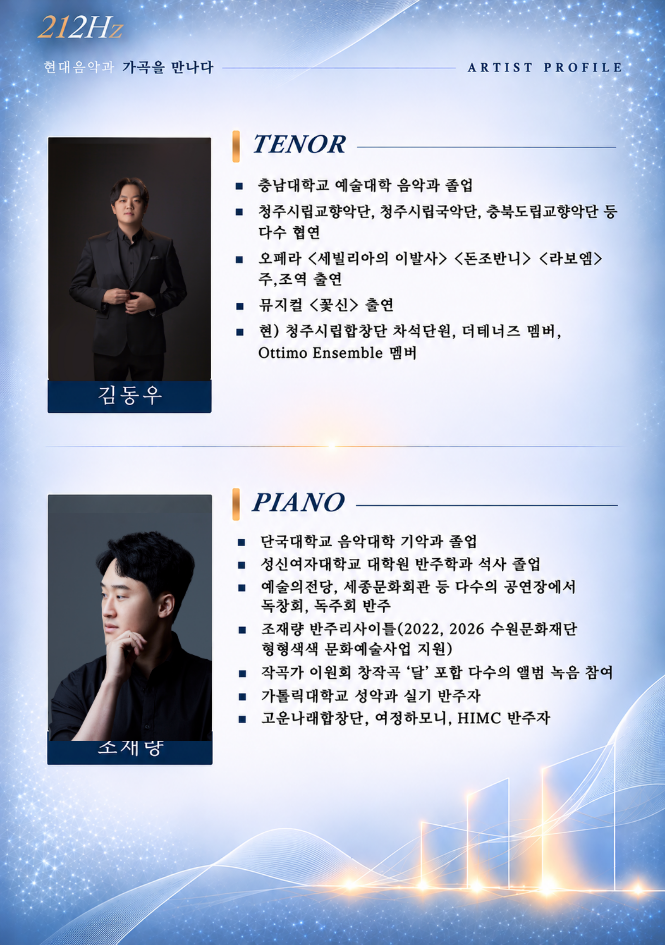 212Hz
현대음악과 가곡을 만나다
ARTIST PROFILE
TENOR
충남대학교 예술대학 음악과 졸업
청주시립교향악단, 청주시립국악단, 충북도립교향악단 등
다수 협연
오페라 <세빌리아의 이발사> <돈조반니> <라보엠>
주,조역 출연
뮤지컬 <꽃신> 출연
현) 청주시립합창단 차석단원, 더테너즈 멤버,
Ottimo Ensemble 멤버
김동우
PIANO
단국대학교 음악대학 기악과 졸업
성신여자대학교 대학원 반주학과 석사 졸업
예술의전당, 세종문화회관 등 다수의 공연장에서
독창회, 독주회 반주
조재량 반주리사이틀(2022, 2026 수원문화재단
형형색색 문화예술사업 지원)
작곡가 이원희 창작곡 ‘달’ 포함 다수의 앨범 녹음 참여
가톨릭대학교 성악과 실기 반주자
고운나래합창단, 여정하모니, HIMC 반주자
조재량